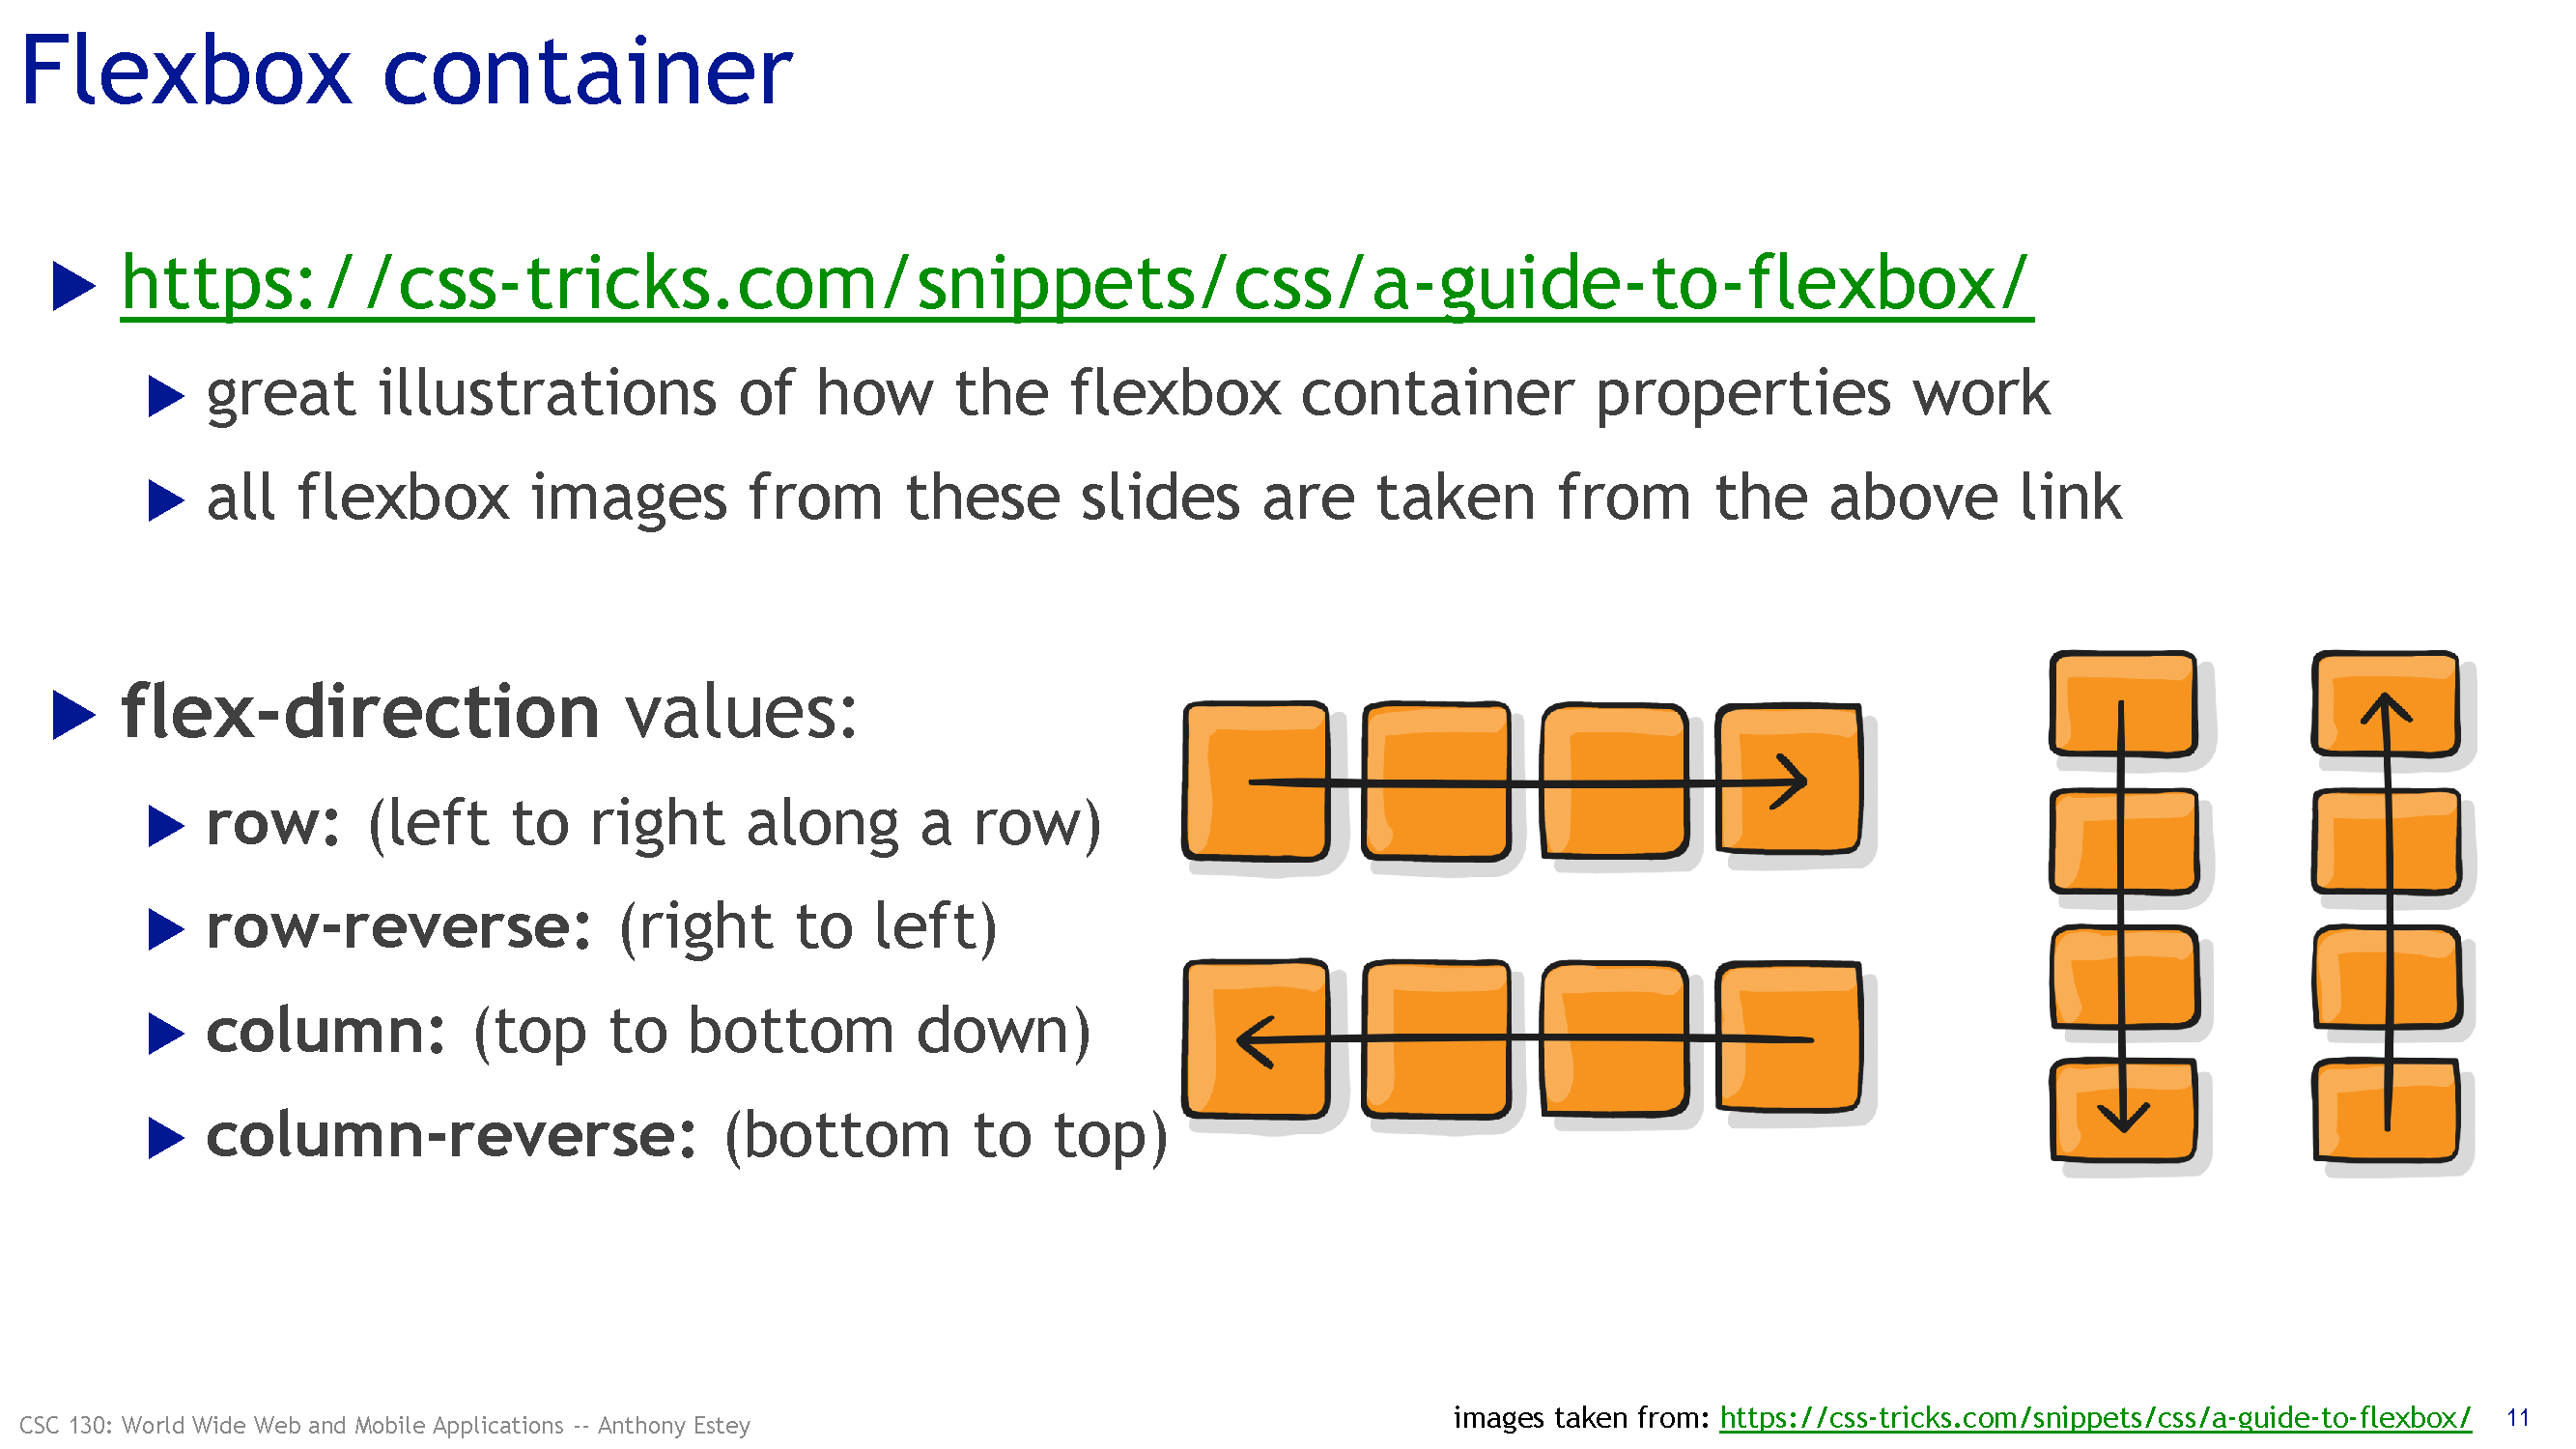 Flexbox container
https://css-tricks.com/snippets/css/a-guide-to-flexbox/
great illustrations of how the flexbox container properties work
all flexbox images from these slides are taken from the above link
flex-direction values:
row: (left to right along a row)
row-reverse: (right to left)
column: (top to bottom down)
column-reverse: (bottom to top)
CSC 130: World Wide Web and Mobile Applications -- Anthony Estey
images taken from: https://css-tricks.com/snippets/css/a-guide-to-flexbox/
11